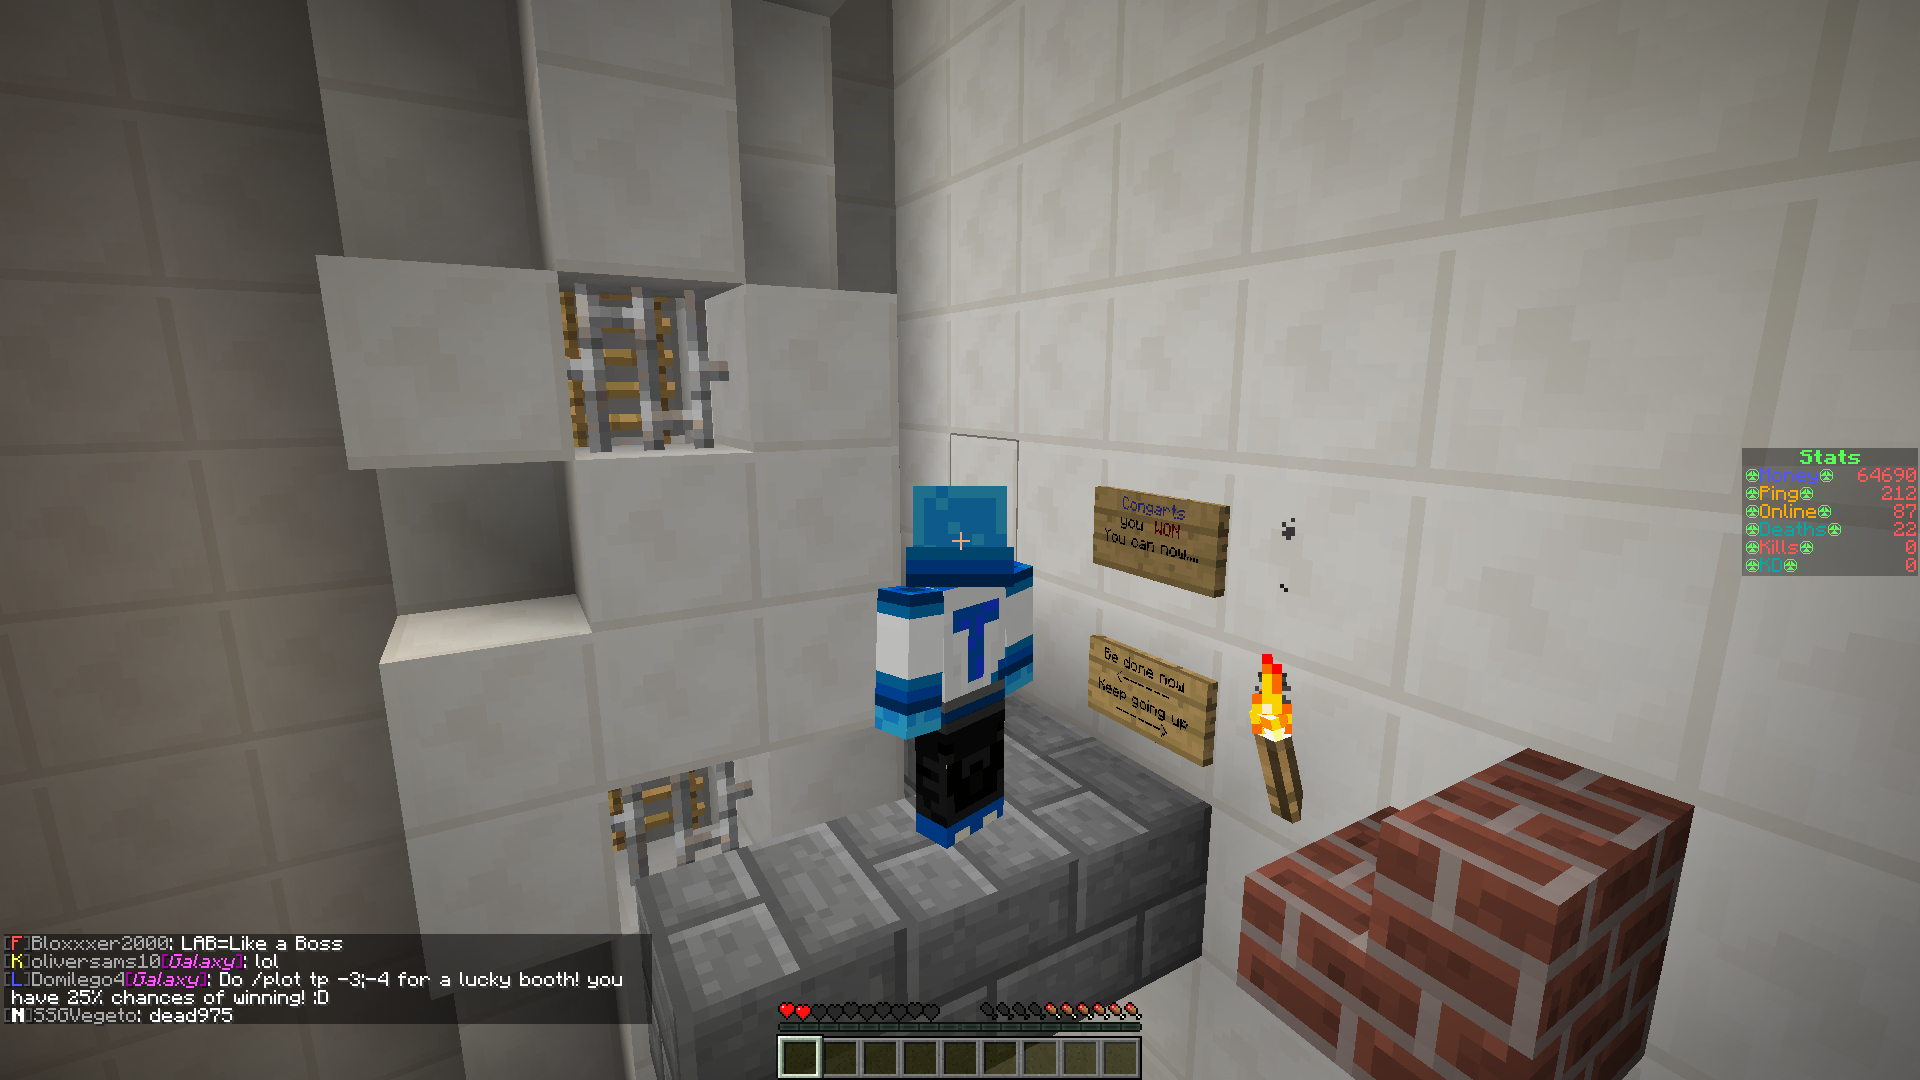 Congarts
you WON
You can now....
Be done now
<------
Keep going up
------>
T
Stats
Money 64690
Ping 212
Online 87
Deaths 22
Kills 0
KD 0
[F]Bloxxxer2000: LAB=Like a Boss
[K]oliversams10[Galaxy]: lol
[L]Domilego4[Galaxy]: Do /plot tp -3;-4 for a lucky booth! you
have 25% chances of winning! :D
[N]SSGVegeto: dead975